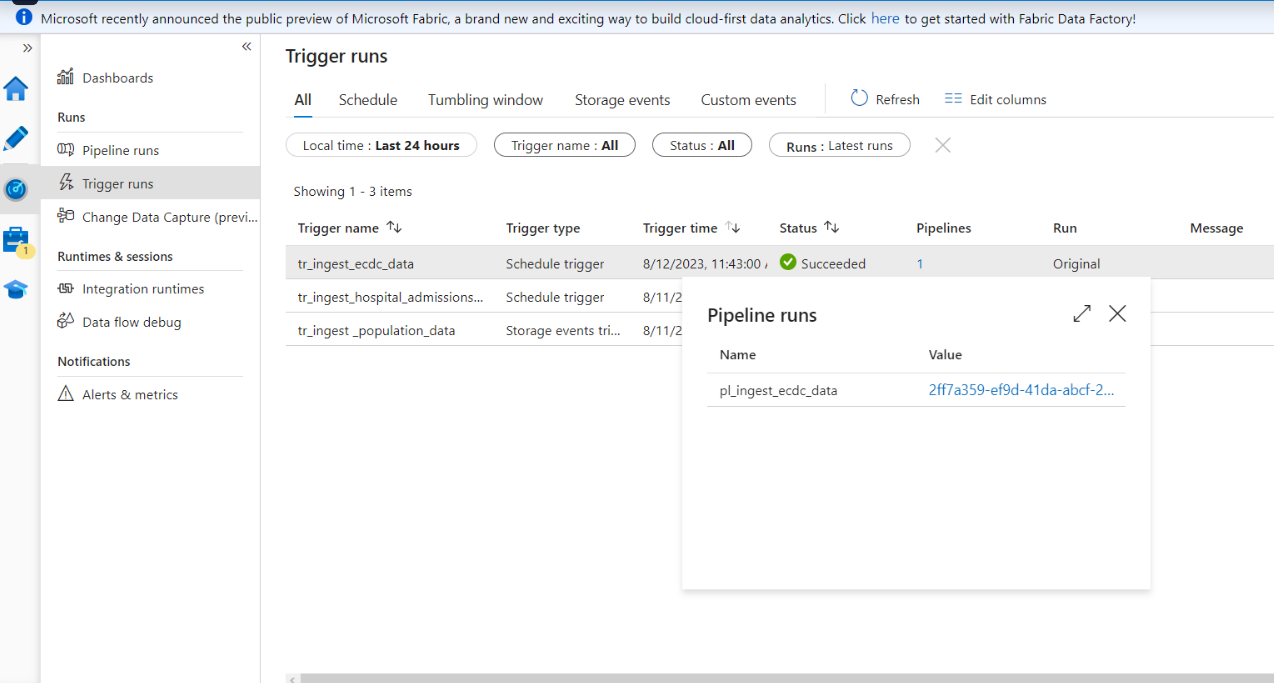 Microsoft recently announced the public preview of Microsoft Fabric, a brand new and exciting way to build cloud-first data analytics. Click here to get started with Fabric Data Factory!
Trigger runs
Dashboards
Runs
Pipeline runs
Trigger runs
Change Data Capture (previ...
Runtimes & sessions
Integration runtimes
Data flow debug
Notifications
Alerts & metrics
1
All Schedule Tumbling window Storage events Custom events Refresh Edit columns
Local time : Last 24 hours Trigger name : All Status : All Runs : Latest runs
Showing 1 - 3 items
Trigger name Trigger type Trigger time Status Pipelines Run Message
tr_ingest_ecdc_data Schedule trigger 8/12/2023, 11:43:00 Succeeded 1 Original
tr_ingest_hospital_admissions... Schedule trigger 8/11/2
tr_ingest _population_data Storage events tri... 8/11/2
Pipeline runs
Name Value
pl_ingest_ecdc_data 2ff7a359-ef9d-41da-abcf-2...